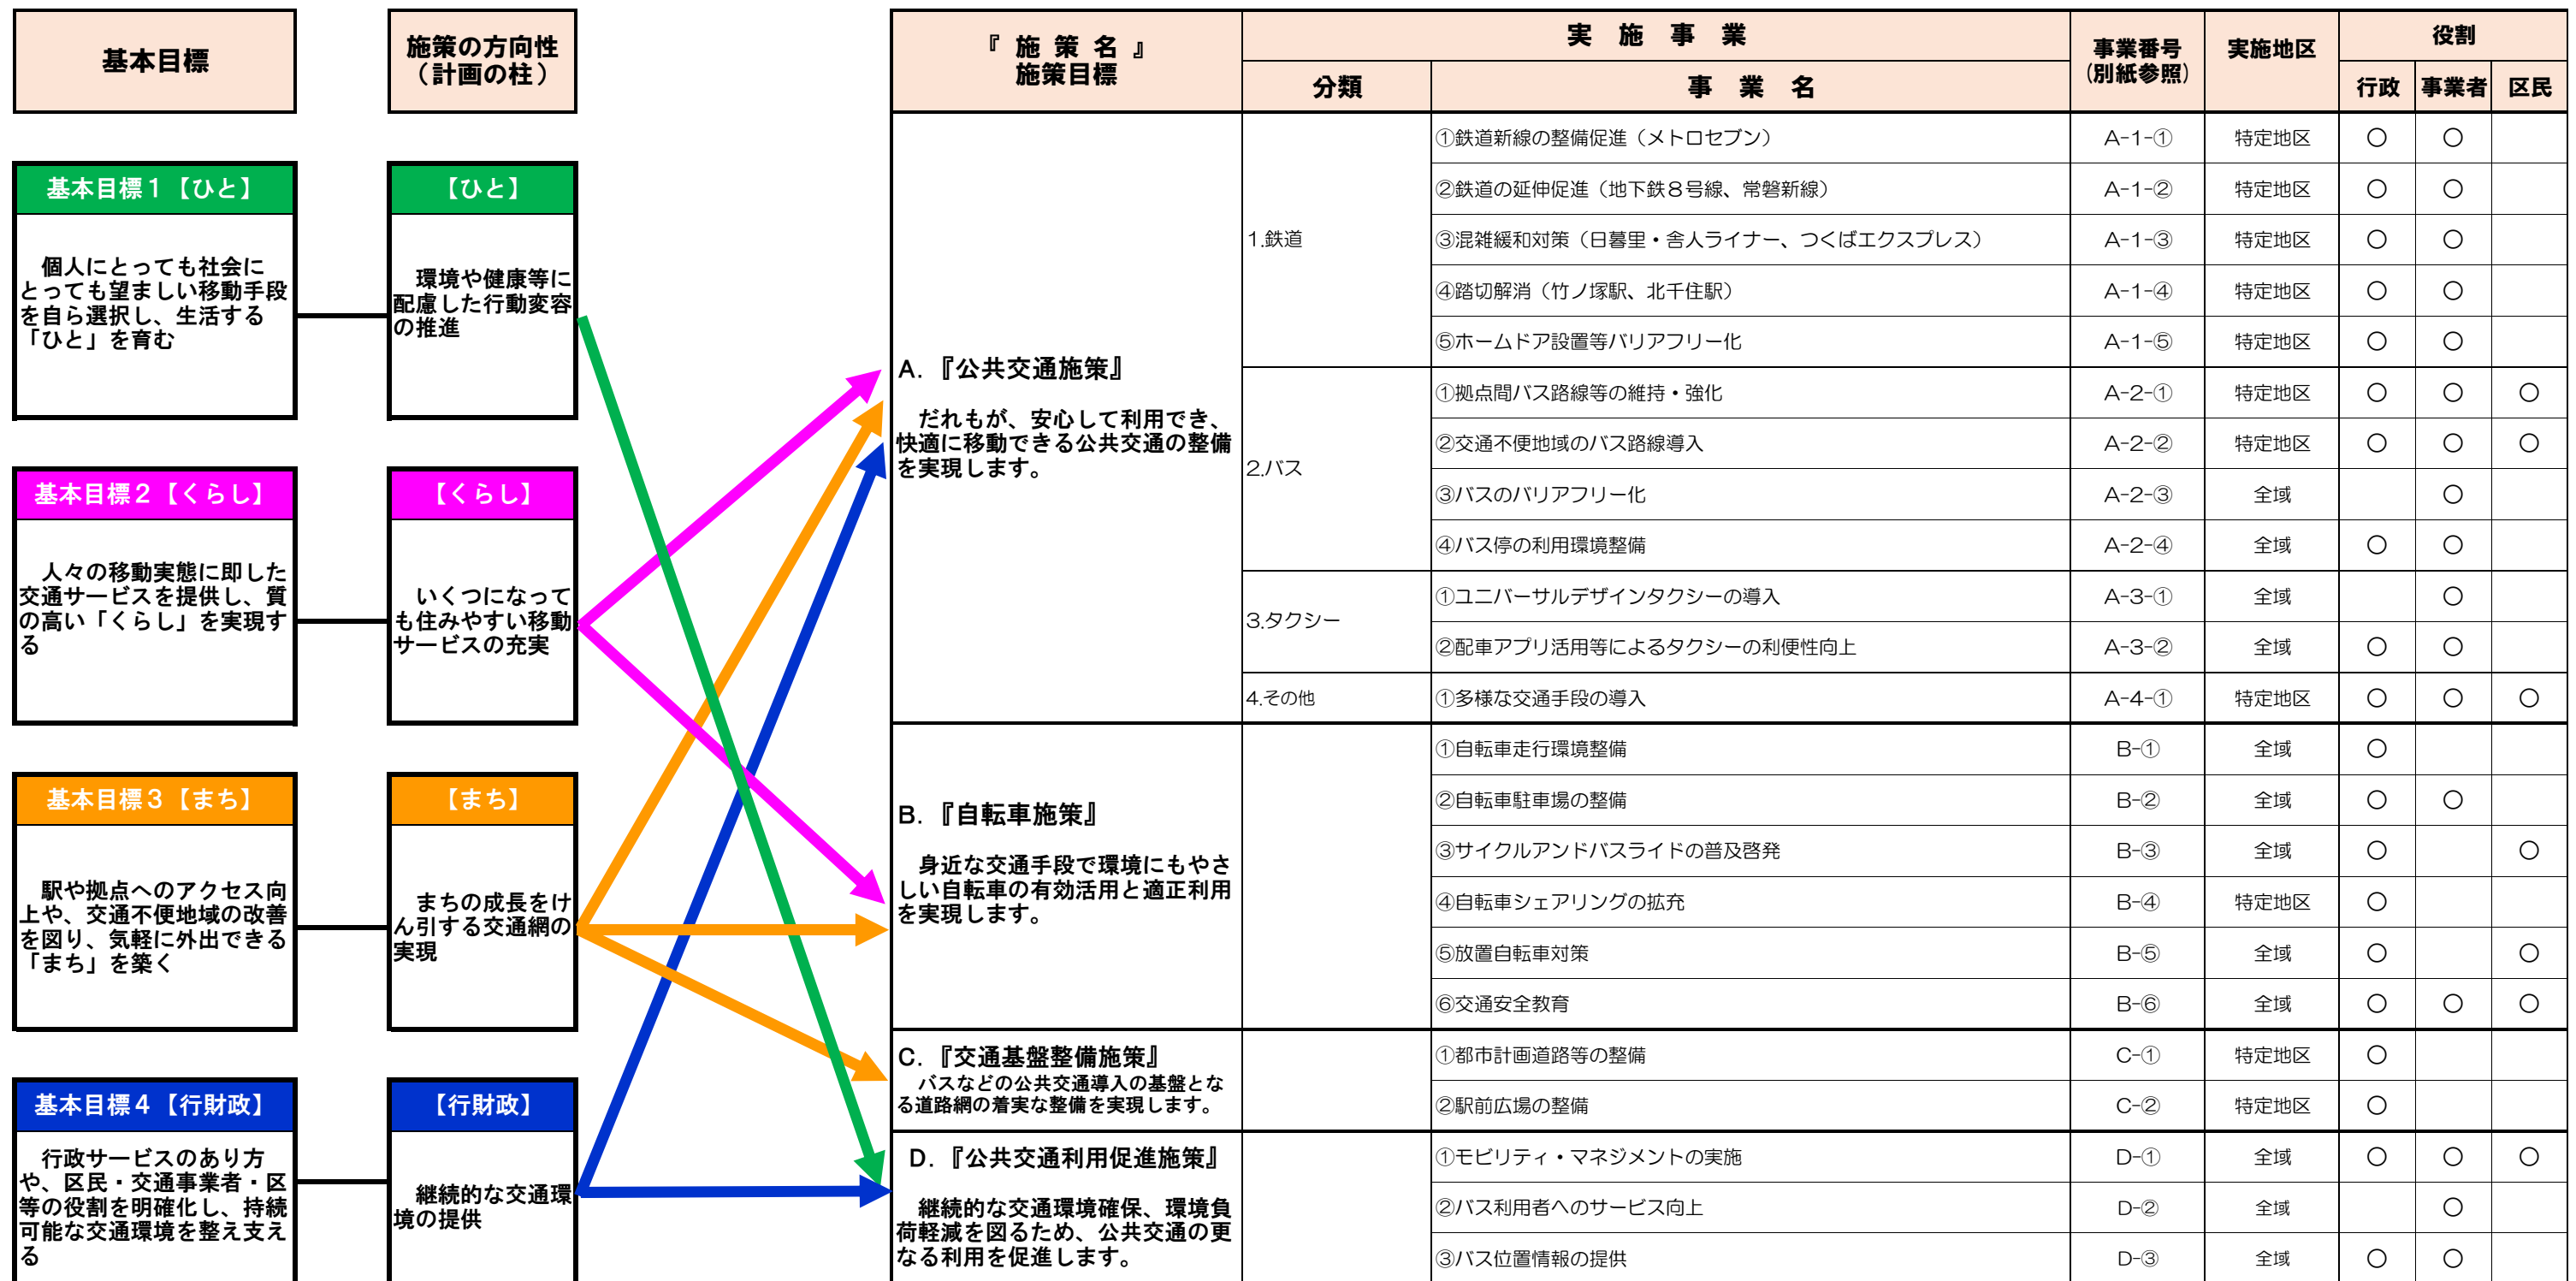 基本目標
施策の方向性
（計画の柱）
基本目標１【ひと】
個人にとっても社会に
とっても望ましい移動手段
を自ら選択し、生活する
「ひと」を育む
【ひと】
環境や健康等に
配慮した行動変容
の推進
基本目標２【くらし】
人々の移動実態に即した
交通サービスを提供し、質
の高い「くらし」を実現す
る
【くらし】
いくつになって
も住みやすい移動
サービスの充実
基本目標３【まち】
駅や拠点へのアクセス向
上や、交通不便地域の改善
を図り、気軽に外出できる
「まち」を築く
【まち】
まちの成長をけ
ん引する交通網の
実現
基本目標４【行財政】
行政サービスのあり方
や、区民・交通事業者・区
等の役割を明確化し、持続
可能な交通環境を整え支え
る
【行財政】
継続的な交通環
境の提供
『 施 策 名 』
施策目標
実 施 事 業
分類
事 業 名
事業番号
(別紙参照)
実施地区
役割
行政 事業者 区民
A.『公共交通施策』
だれもが、安心して利用でき、
快適に移動できる公共交通の整備
を実現します。
1.鉄道
①鉄道新線の整備促進（メトロセブン） A-1-① 特定地区 ○ ○
②鉄道の延伸促進（地下鉄８号線、常磐新線） A-1-② 特定地区 ○ ○
③混雑緩和対策（日暮里・舎人ライナー、つくばエクスプレス） A-1-③ 特定地区 ○ ○
④踏切解消（竹ノ塚駅、北千住駅） A-1-④ 特定地区 ○ ○
⑤ホームドア設置等バリアフリー化 A-1-⑤ 特定地区 ○ ○
2.バス
①拠点間バス路線等の維持・強化 A-2-① 特定地区 ○ ○ ○
②交通不便地域のバス路線導入 A-2-② 特定地区 ○ ○ ○
③バスのバリアフリー化 A-2-③ 全域 ○
④バス停の利用環境整備 A-2-④ 全域 ○ ○
3.タクシー
①ユニバーサルデザインタクシーの導入 A-3-① 全域 ○
②配車アプリ活用等によるタクシーの利便性向上 A-3-② 全域 ○ ○
4.その他
①多様な交通手段の導入 A-4-① 特定地区 ○ ○ ○
B.『自転車施策』
身近な交通手段で環境にもやさ
しい自転車の有効活用と適正利用
を実現します。
①自転車走行環境整備 B-① 全域 ○
②自転車駐車場の整備 B-② 全域 ○ ○
③サイクルアンドバスライドの普及啓発 B-③ 全域 ○ ○
④自転車シェアリングの拡充 B-④ 特定地区 ○
⑤放置自転車対策 B-⑤ 全域 ○ ○
⑥交通安全教育 B-⑥ 全域 ○ ○ ○
C.『交通基盤整備施策』
バスなどの公共交通導入の基盤とな
る道路網の着実な整備を実現します。
①都市計画道路等の整備 C-① 特定地区 ○
②駅前広場の整備 C-② 特定地区 ○
D.『公共交通利用促進施策』
継続的な交通環境確保、環境負
荷軽減を図るため、公共交通の更
なる利用を促進します。
①モビリティ・マネジメントの実施 D-① 全域 ○ ○ ○
②バス利用者へのサービス向上 D-② 全域 ○
③バス位置情報の提供 D-③ 全域 ○ ○